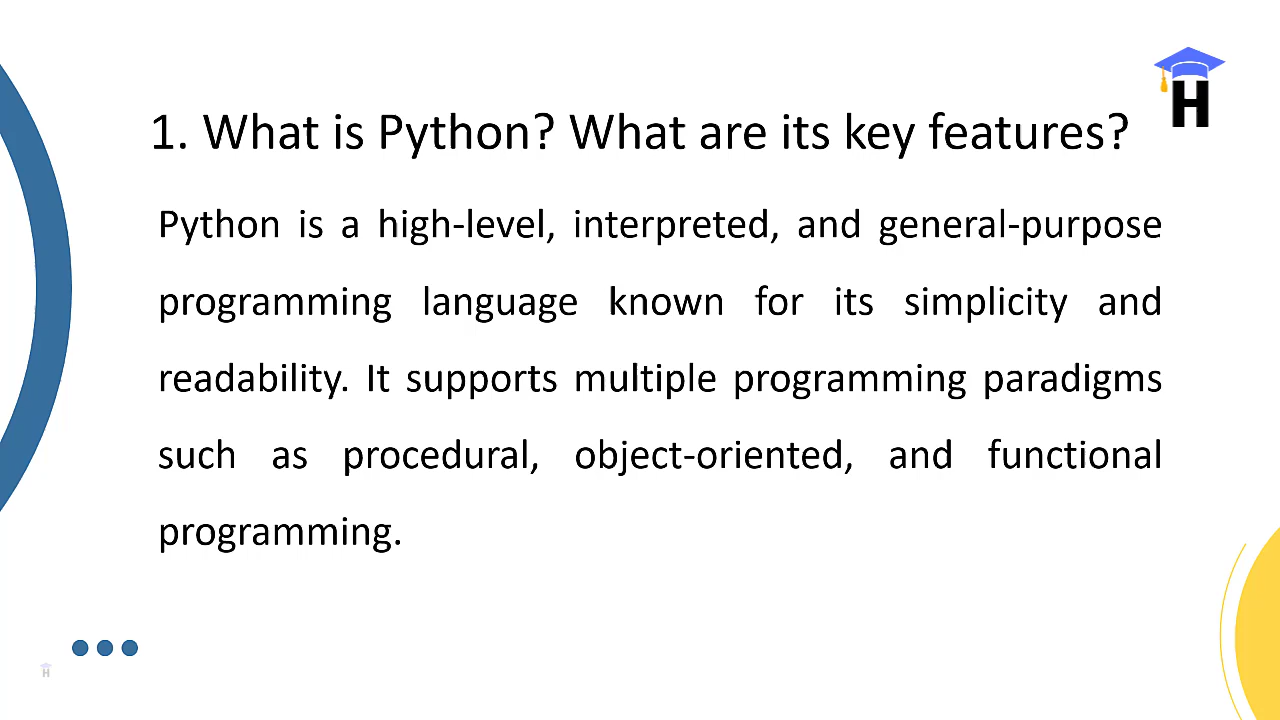 H
1. What is Python? What are its key features?
Python is a high-level, interpreted, and general-purpose
programming language known for its simplicity and
readability. It supports multiple programming paradigms
such as procedural, object-oriented, and functional
programming.
H